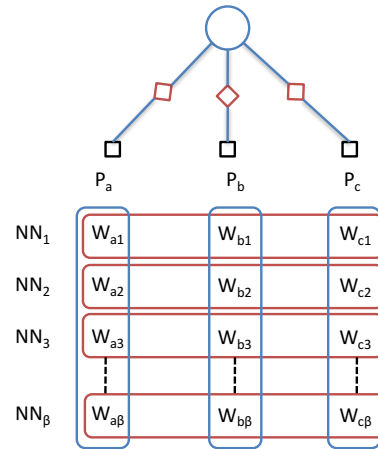 Pa Pb Pc
NN1 Wa1 Wb1 Wc1
NN2 Wa2 Wb2 Wc2
NN3 Wa3 Wb3 Wc3
NNβ Waβ Wbβ Wcβ